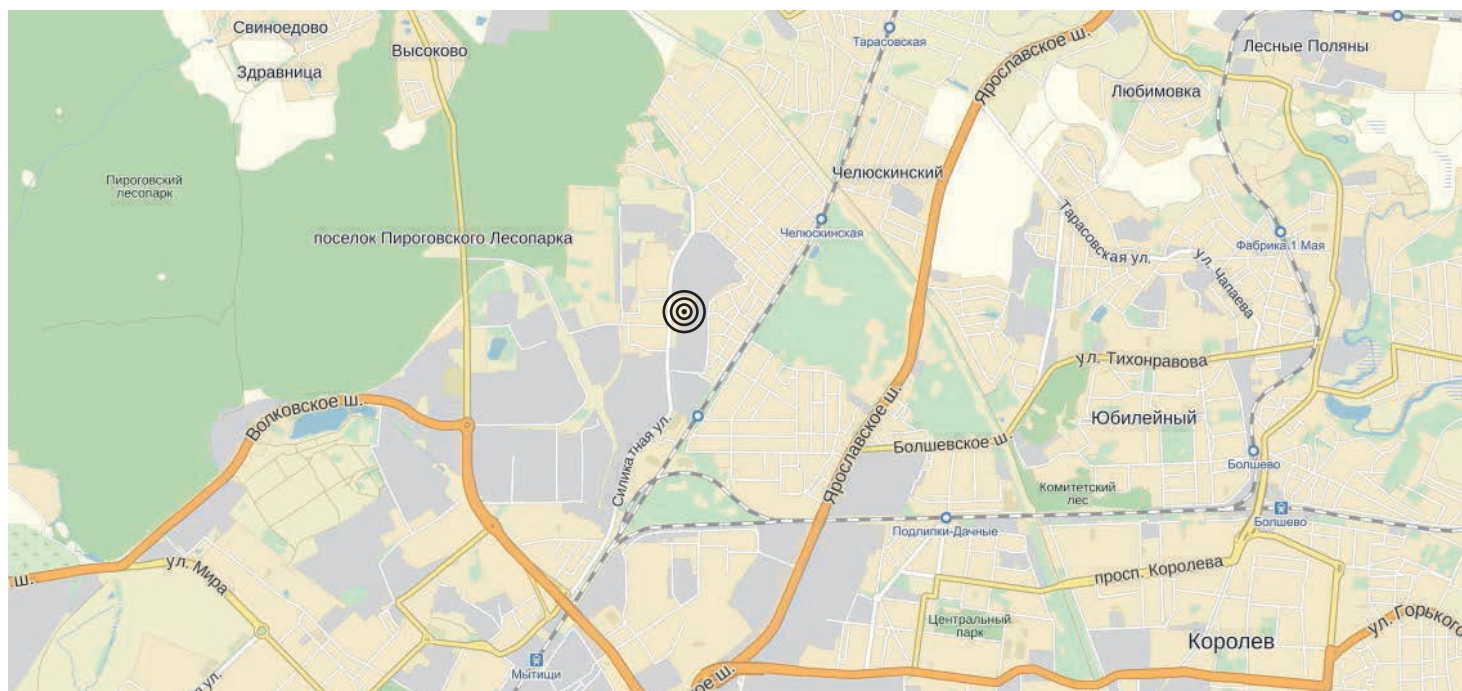 Свиноедово
Высоково
Здравница
Тарасовская
Ярославское ш.
Лесные Поляны
Любимовка
Пироговский
лесопарк
Челюскинский
поселок Пироговского Лесопарка
Челюскинская
Тарасовская ул.
Фабрика 1 Мая
ул. Чапаева
ул. Тихонравова
Волковское ш.
Силикатная ул.
Ярославское ш.
Болшевское ш.
Юбилейный
Болшево
Комитетский
лес
Подлипки-Дачные
Болшево
ш.
ул. Мира
просп. Королева
Центральный
парк
Королев
ул. Горького
Мытищи
ул.
ое ш.